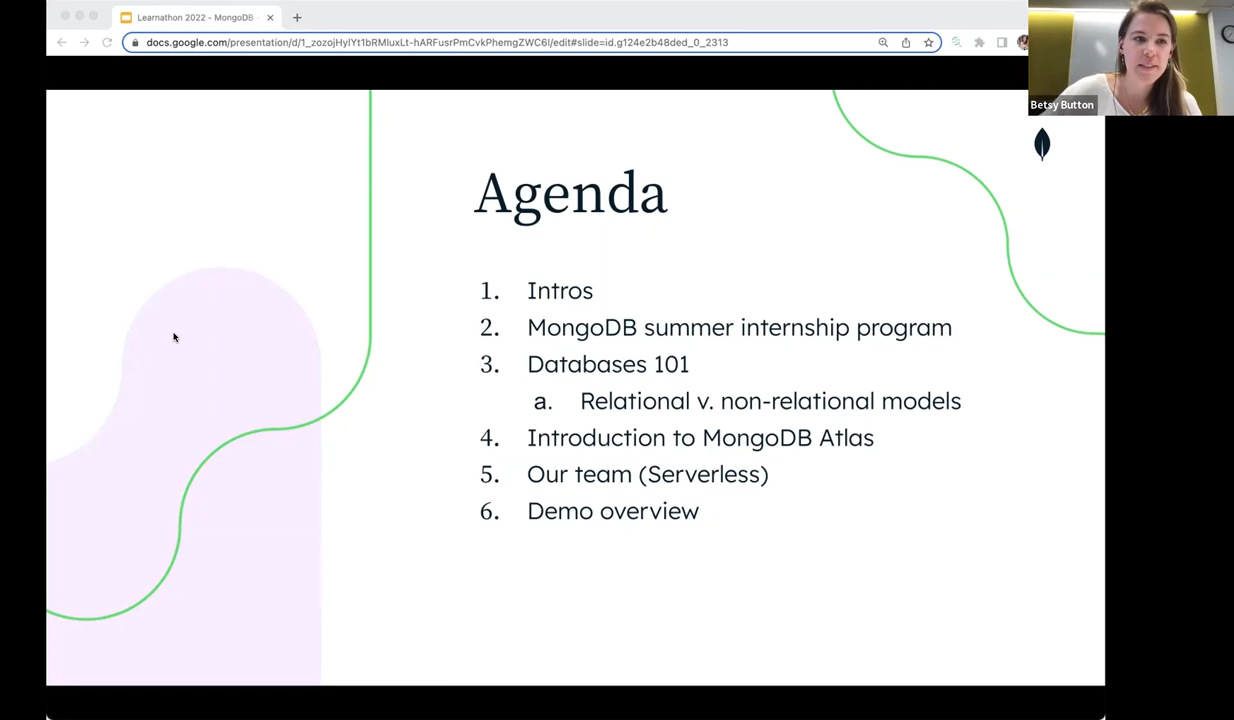 Learnathon 2022 - MongoDB
docs.google.com/presentation/d/1_zozojHylYt1bRMluxLt-hARFusrPmCvkPhemgZWC6l/edit#slide=id.g124e2b48ded_0_2313
Betsy Button
Agenda
1. Intros
2. MongoDB summer internship program
3. Databases 101
a. Relational v. non-relational models
4. Introduction to MongoDB Atlas
5. Our team (Serverless)
6. Demo overview